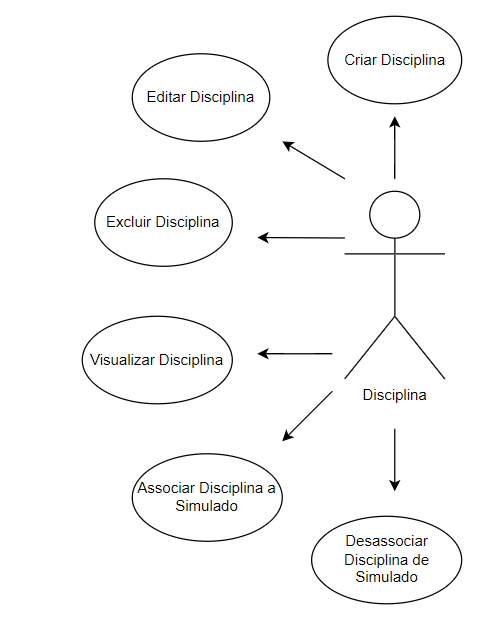 Criar Disciplina
Editar Disciplina
Excluir Disciplina
Visualizar Disciplina
Disciplina
Associar Disciplina a
Simulado
Desassociar
Disciplina de
Simulado